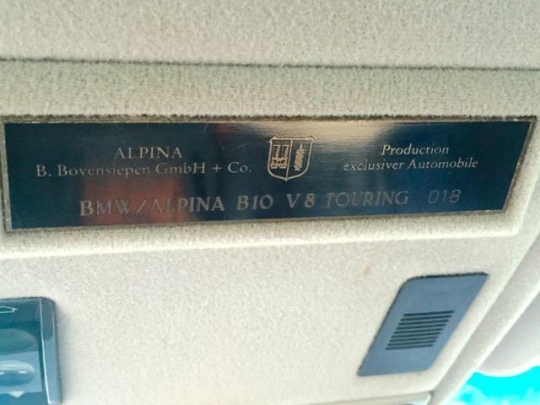 ALPINA
B. Bovensiepen GmbH + Co.
Production
exclusiver Automobile
BMW/ALPINA B10 V8 TOURING 018